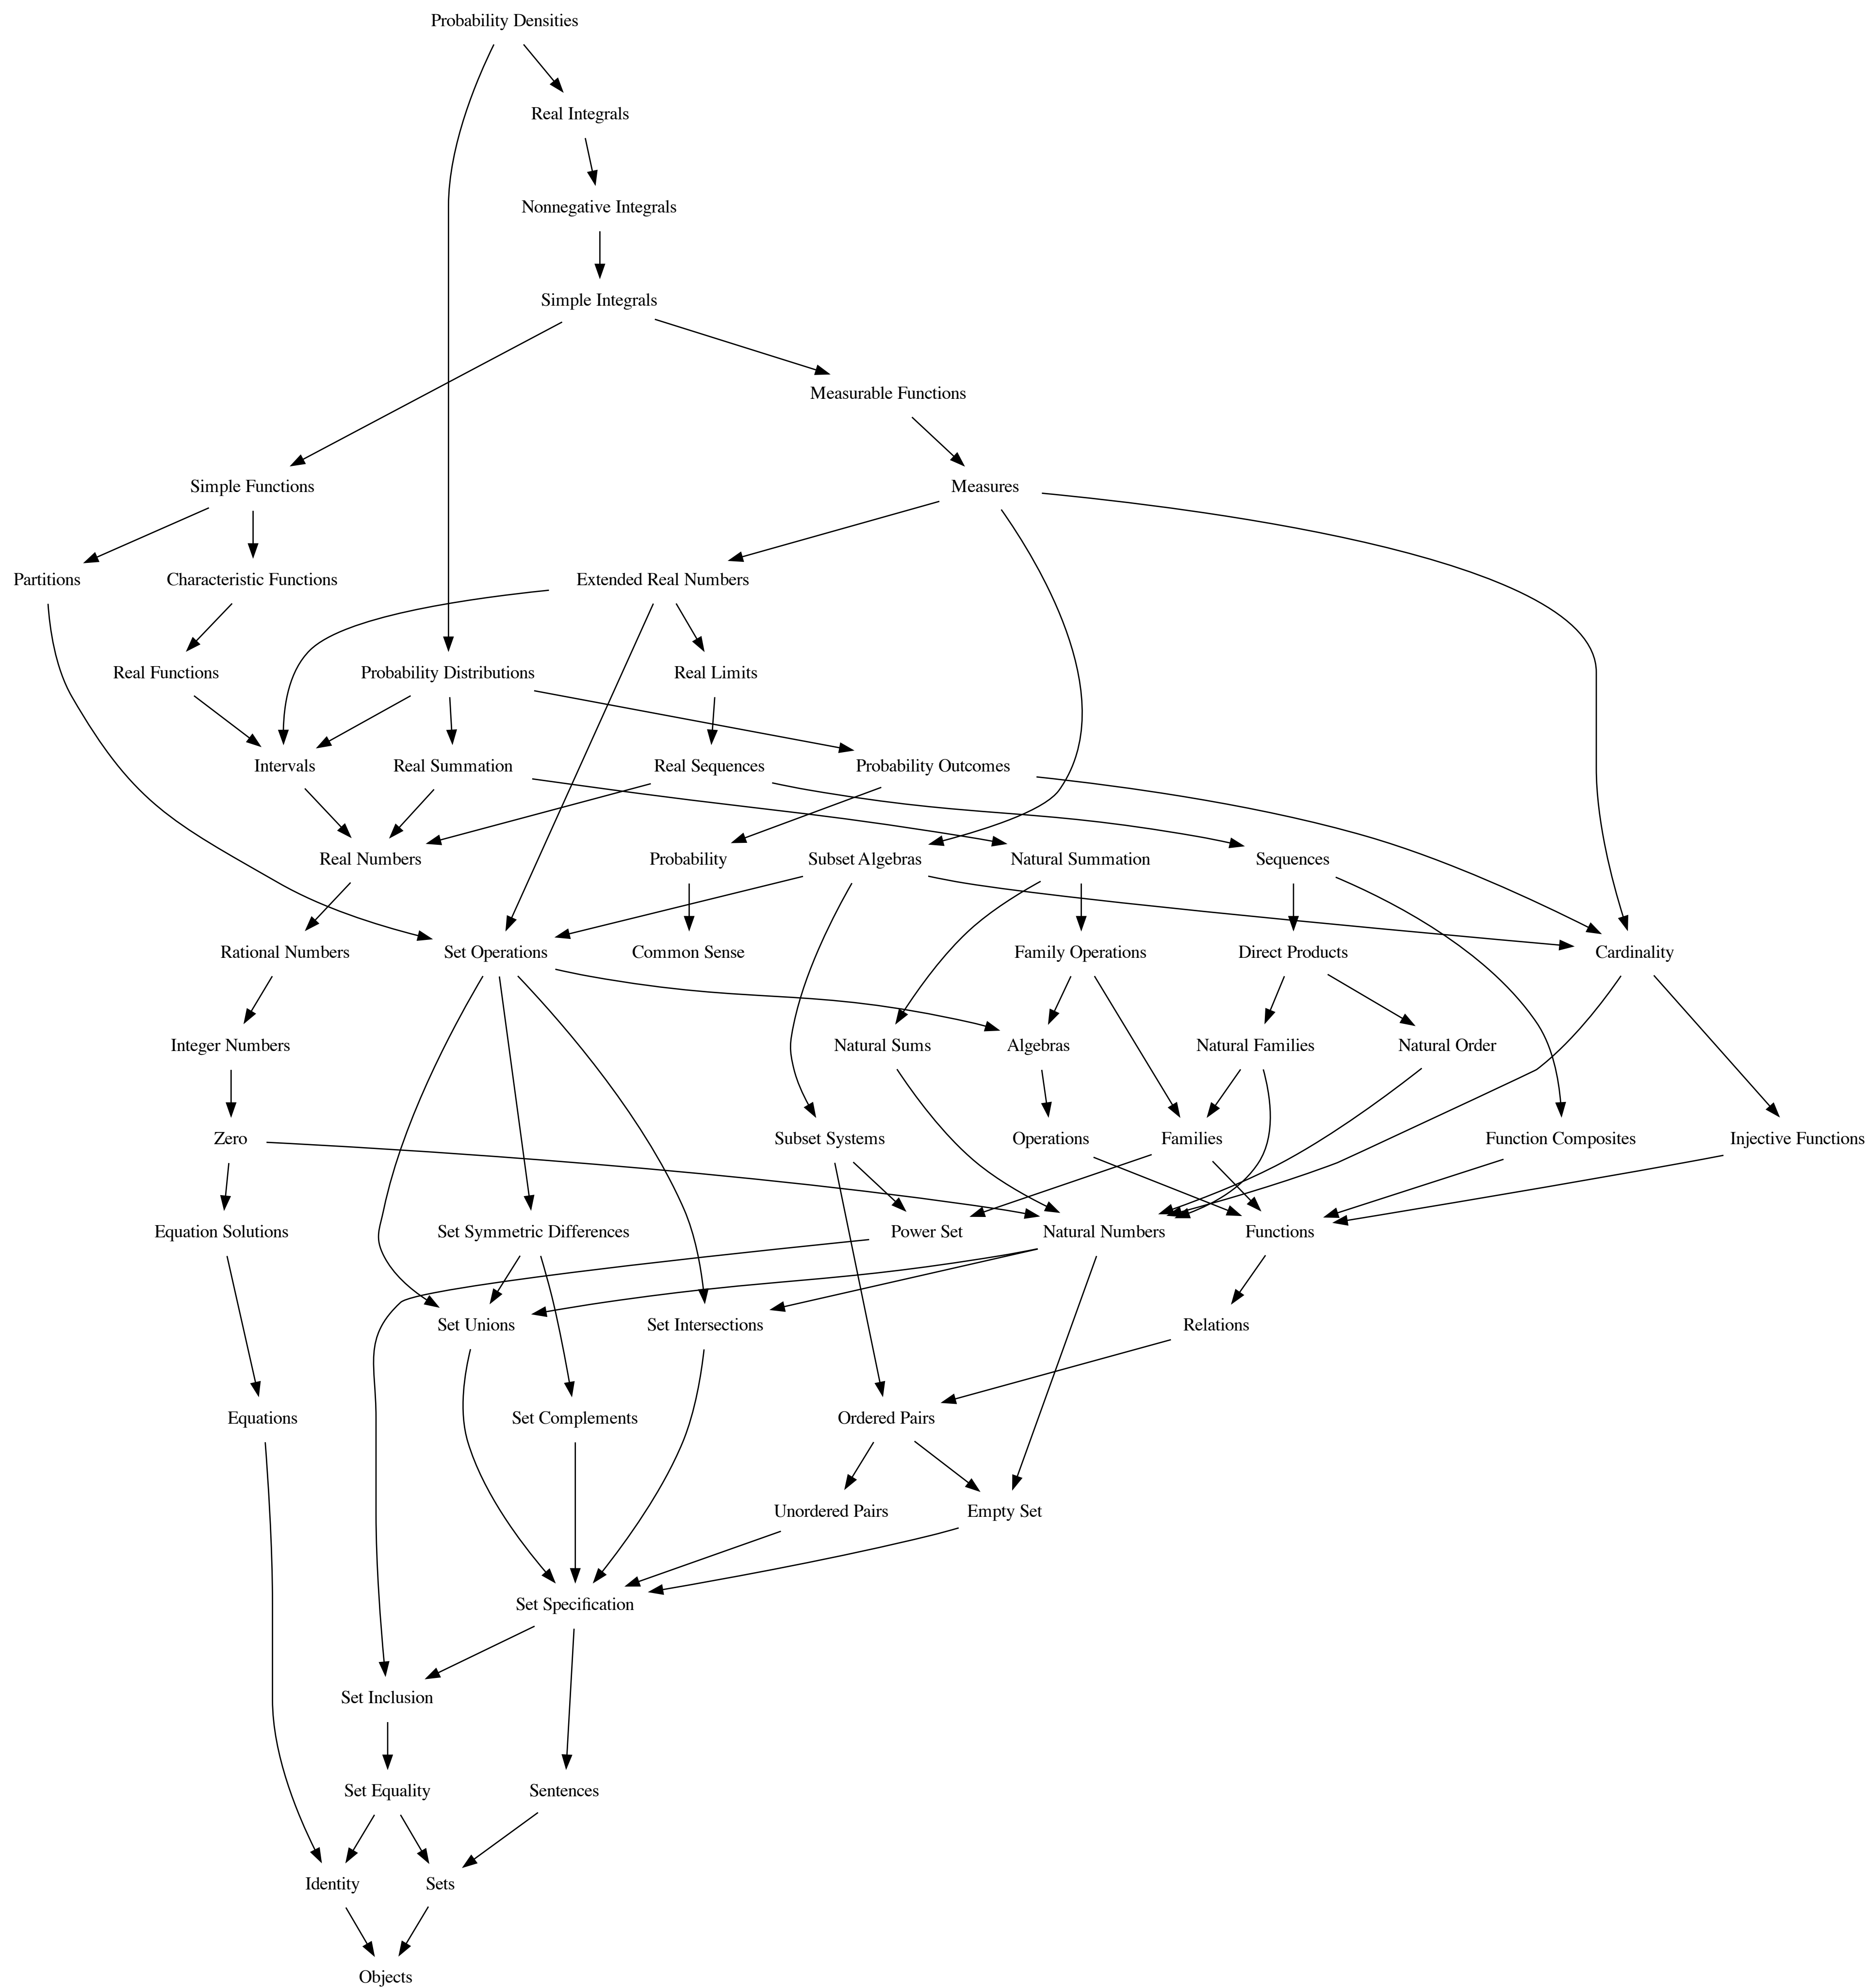 Probability Densities
Real Integrals
Nonnegative Integrals
Simple Integrals
Measurable Functions
Simple Functions
Measures
Partitions
Characteristic Functions
Extended Real Numbers
Real Functions
Probability Distributions
Real Limits
Intervals
Real Summation
Real Sequences
Probability Outcomes
Real Numbers
Probability
Subset Algebras
Natural Summation
Sequences
Rational Numbers
Set Operations
Common Sense
Family Operations
Direct Products
Cardinality
Integer Numbers
Natural Sums
Algebras
Natural Families
Natural Order
Zero
Subset Systems
Operations
Families
Function Composites
Injective Functions
Equation Solutions
Set Symmetric Differences
Power Set
Natural Numbers
Functions
Set Unions
Set Intersections
Relations
Equations
Set Complements
Ordered Pairs
Unordered Pairs
Empty Set
Set Specification
Set Inclusion
Set Equality
Sentences
Identity
Sets
Objects